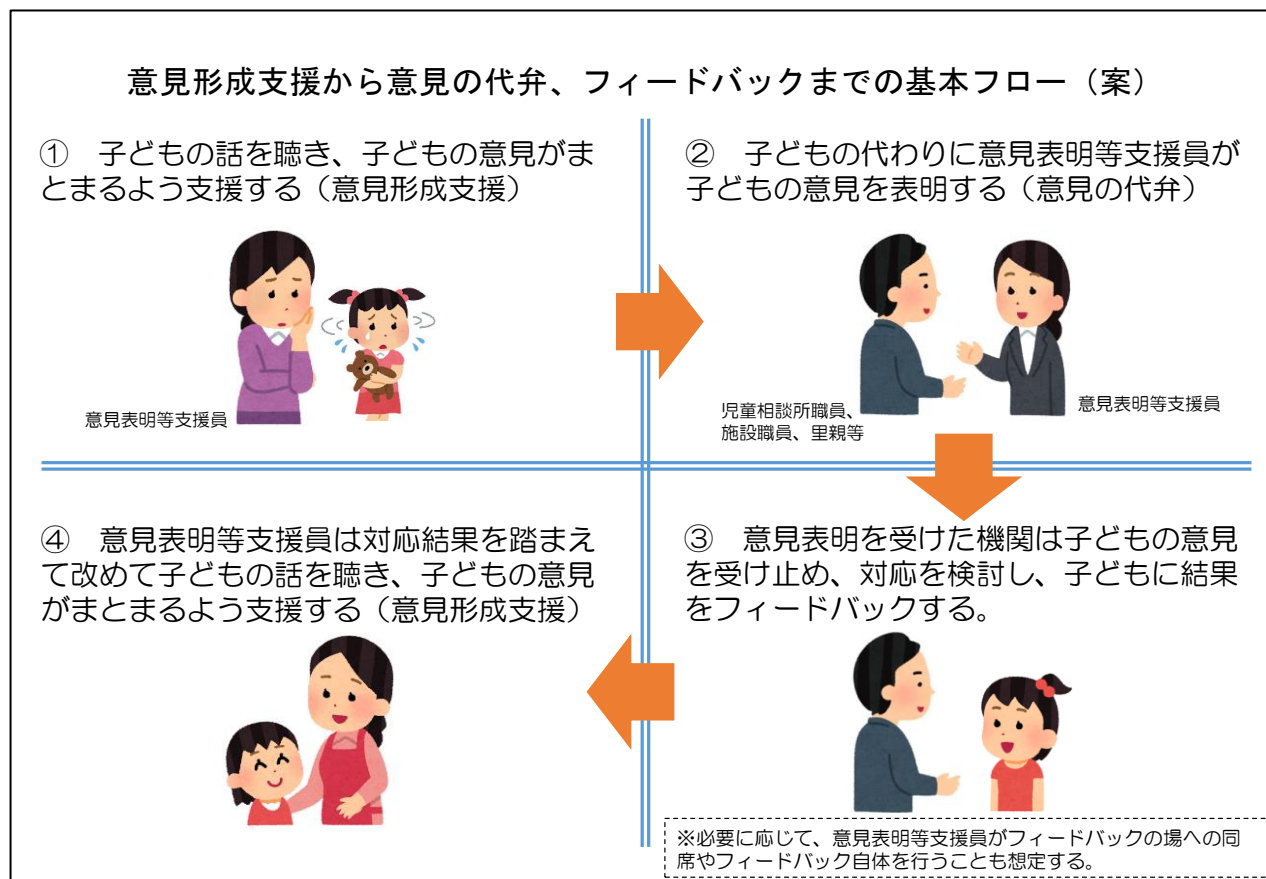 意見形成支援から意見の代弁、フィードバックまでの基本フロー（案）
① 子どもの話を聴き、子どもの意見がま
とまるよう支援する（意見形成支援）
意見表明等支援員
② 子どもの代わりに意見表明等支援員が
子どもの意見を表明する（意見の代弁）
児童相談所職員、
施設職員、里親等
意見表明等支援員
③ 意見表明を受けた機関は子どもの意見
を受け止め、対応を検討し、子どもに結果
をフィードバックする。
※必要に応じて、意見表明等支援員がフィードバックの場への同
席やフィードバック自体を行うことも想定する。
④ 意見表明等支援員は対応結果を踏まえ
て改めて子どもの話を聴き、子どもの意見
がまとまるよう支援する（意見形成支援）